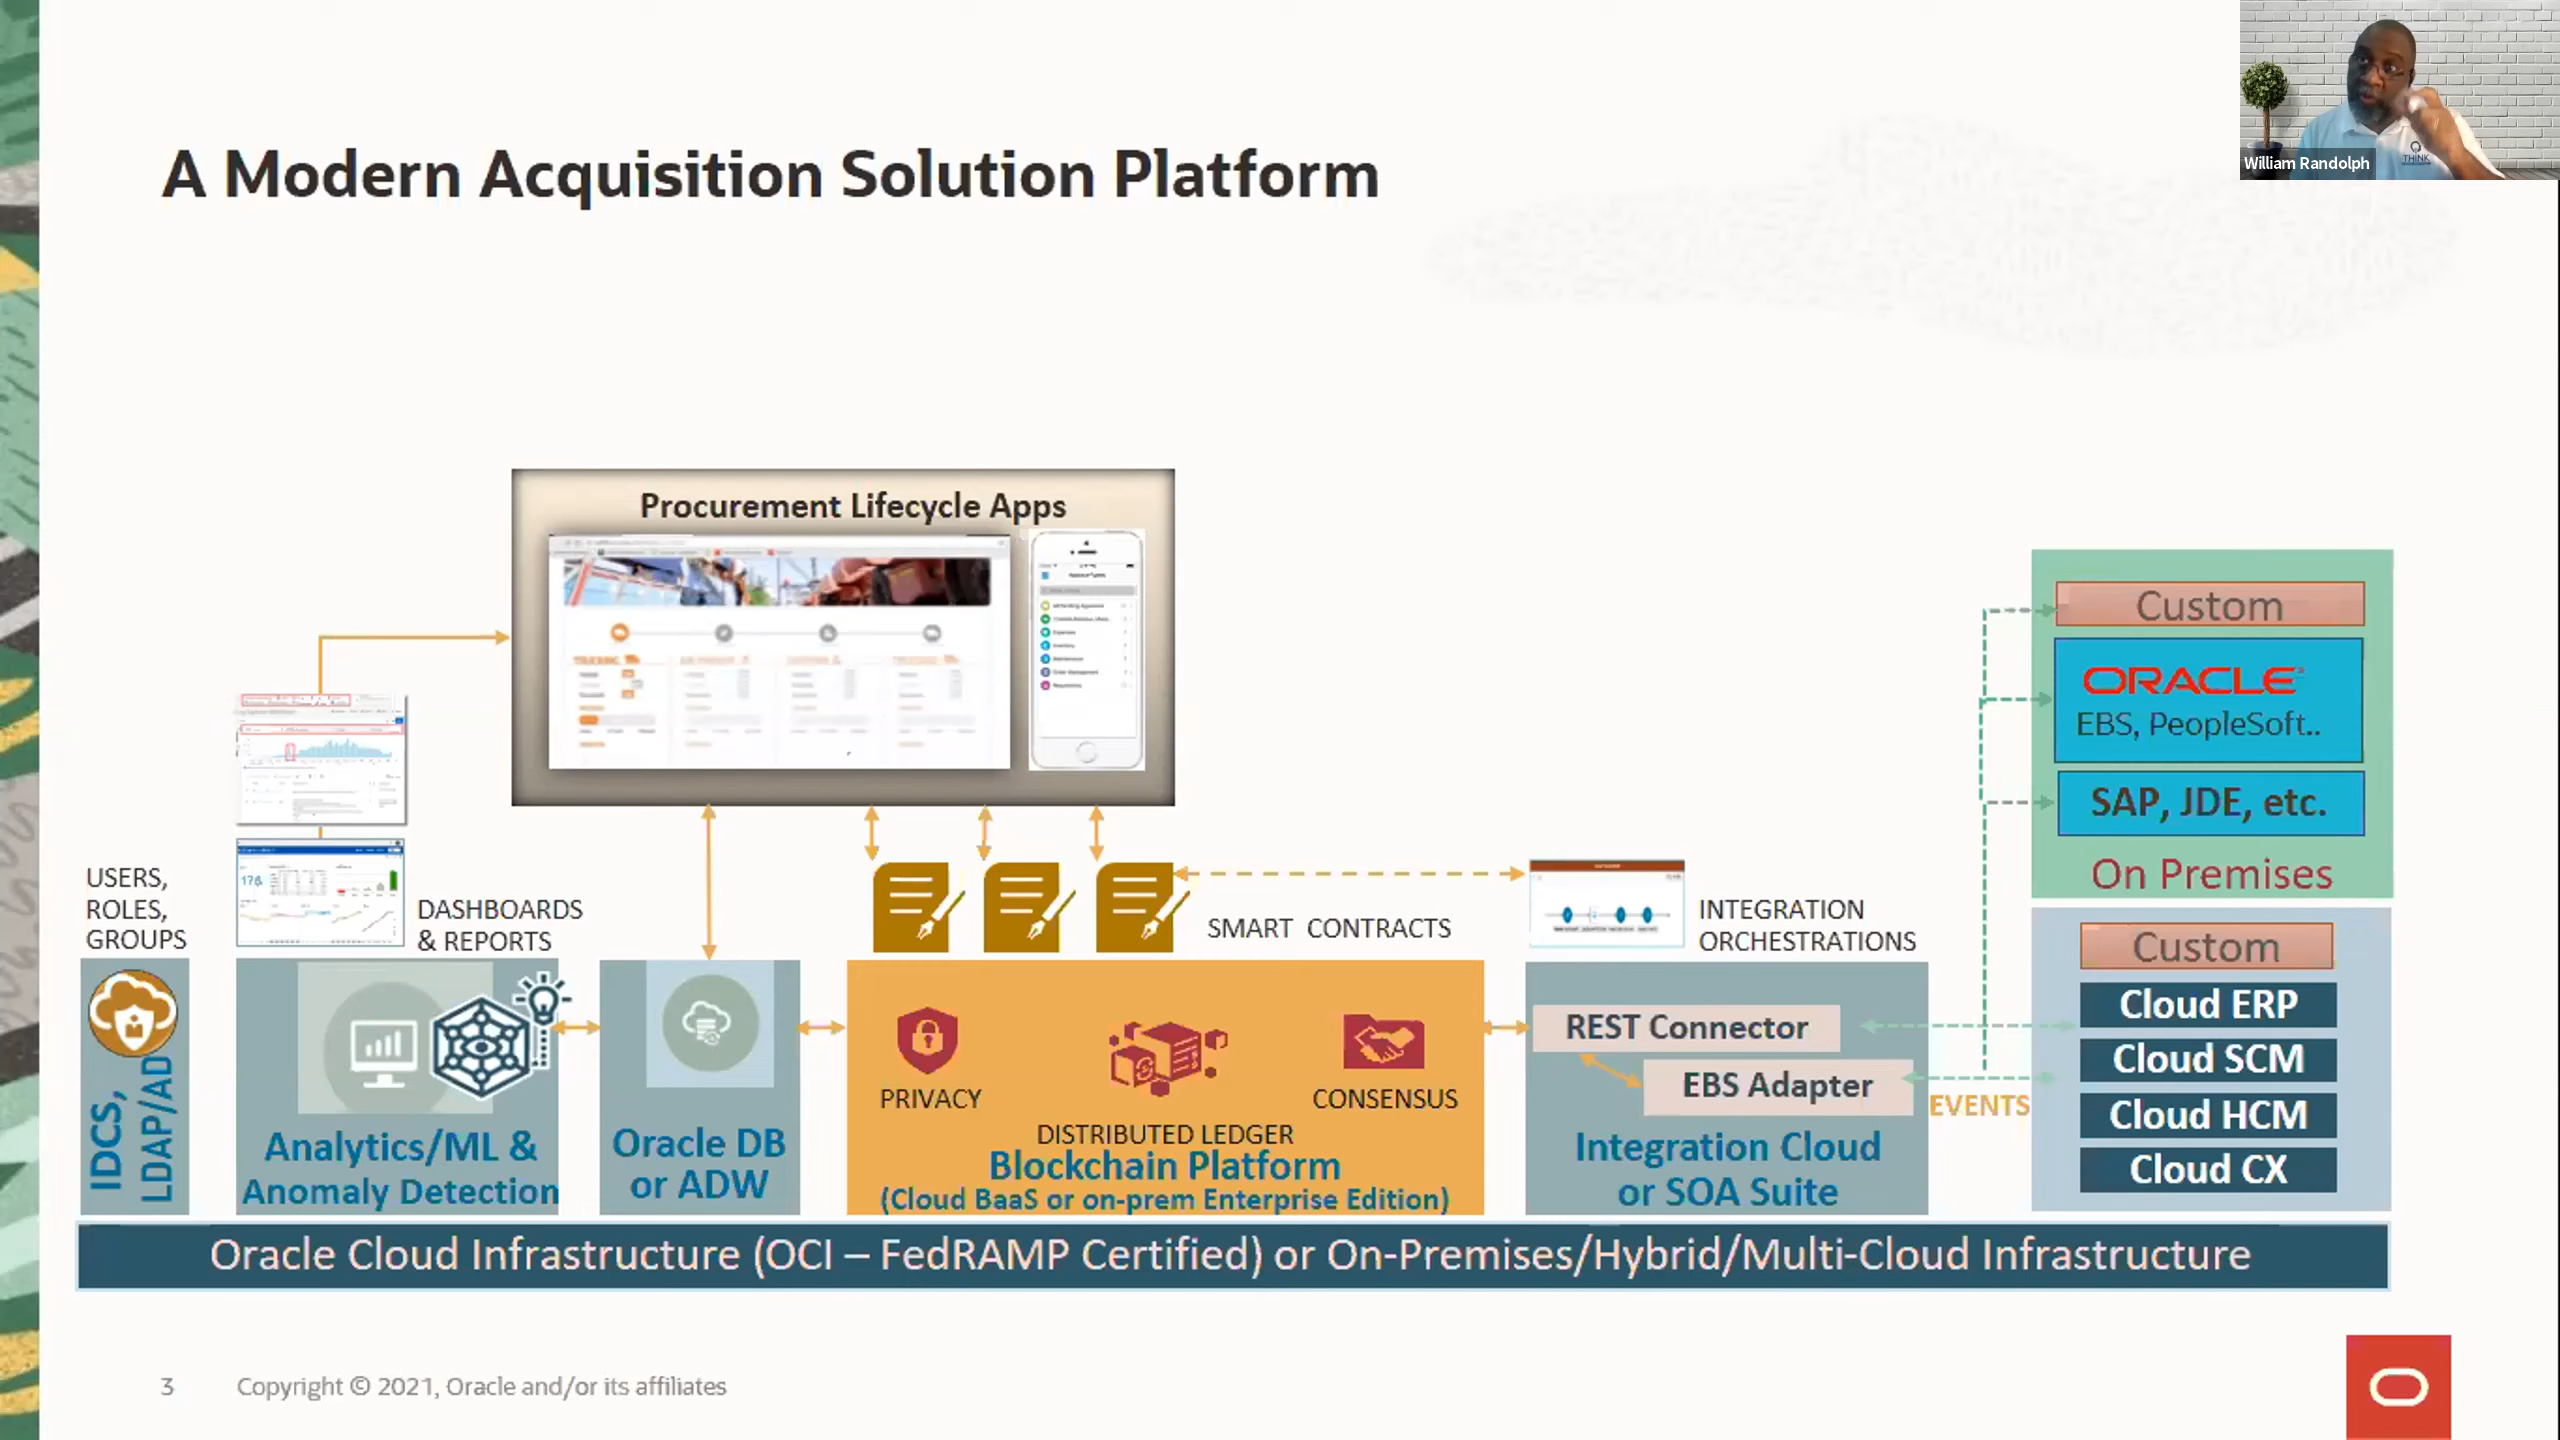 A Modern Acquisition Solution Platform
William Randolph
THINK
Procurement Lifecycle Apps
USERS,
ROLES,
GROUPS
176
DASHBOARDS
& REPORTS
SMART CONTRACTS
INTEGRATION
ORCHESTRATIONS
Custom
ORACLE
EBS, PeopleSoft..
SAP, JDE, etc.
On Premises
IDCS,
LDAP/AD
Analytics/ML &
Anomaly Detection
Oracle DB
or ADW
PRIVACY
CONSENSUS
DISTRIBUTED LEDGER
Blockchain Platform
(Cloud BaaS or on-prem Enterprise Edition)
REST Connector
EBS Adapter
Integration Cloud
or SOA Suite
EVENTS
Custom
Cloud ERP
Cloud SCM
Cloud HCM
Cloud CX
Oracle Cloud Infrastructure (OCI – FedRAMP Certified) or On-Premises/Hybrid/Multi-Cloud Infrastructure
3
Copyright © 2021, Oracle and/or its affiliates